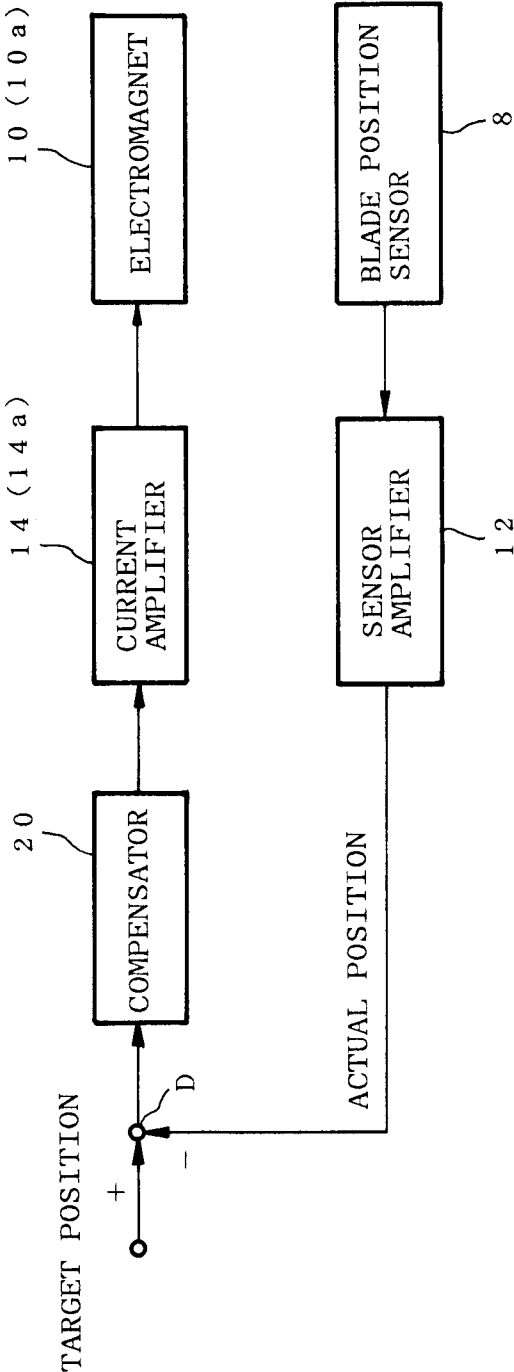 TARGET POSITION
+
−
D
20
COMPENSATOR
14 (14a)
CURRENT
AMPLIFIER
10 (10a)
ELECTROMAGNET
ACTUAL POSITION
SENSOR
AMPLIFIER
12
BLADE POSITION
SENSOR
8